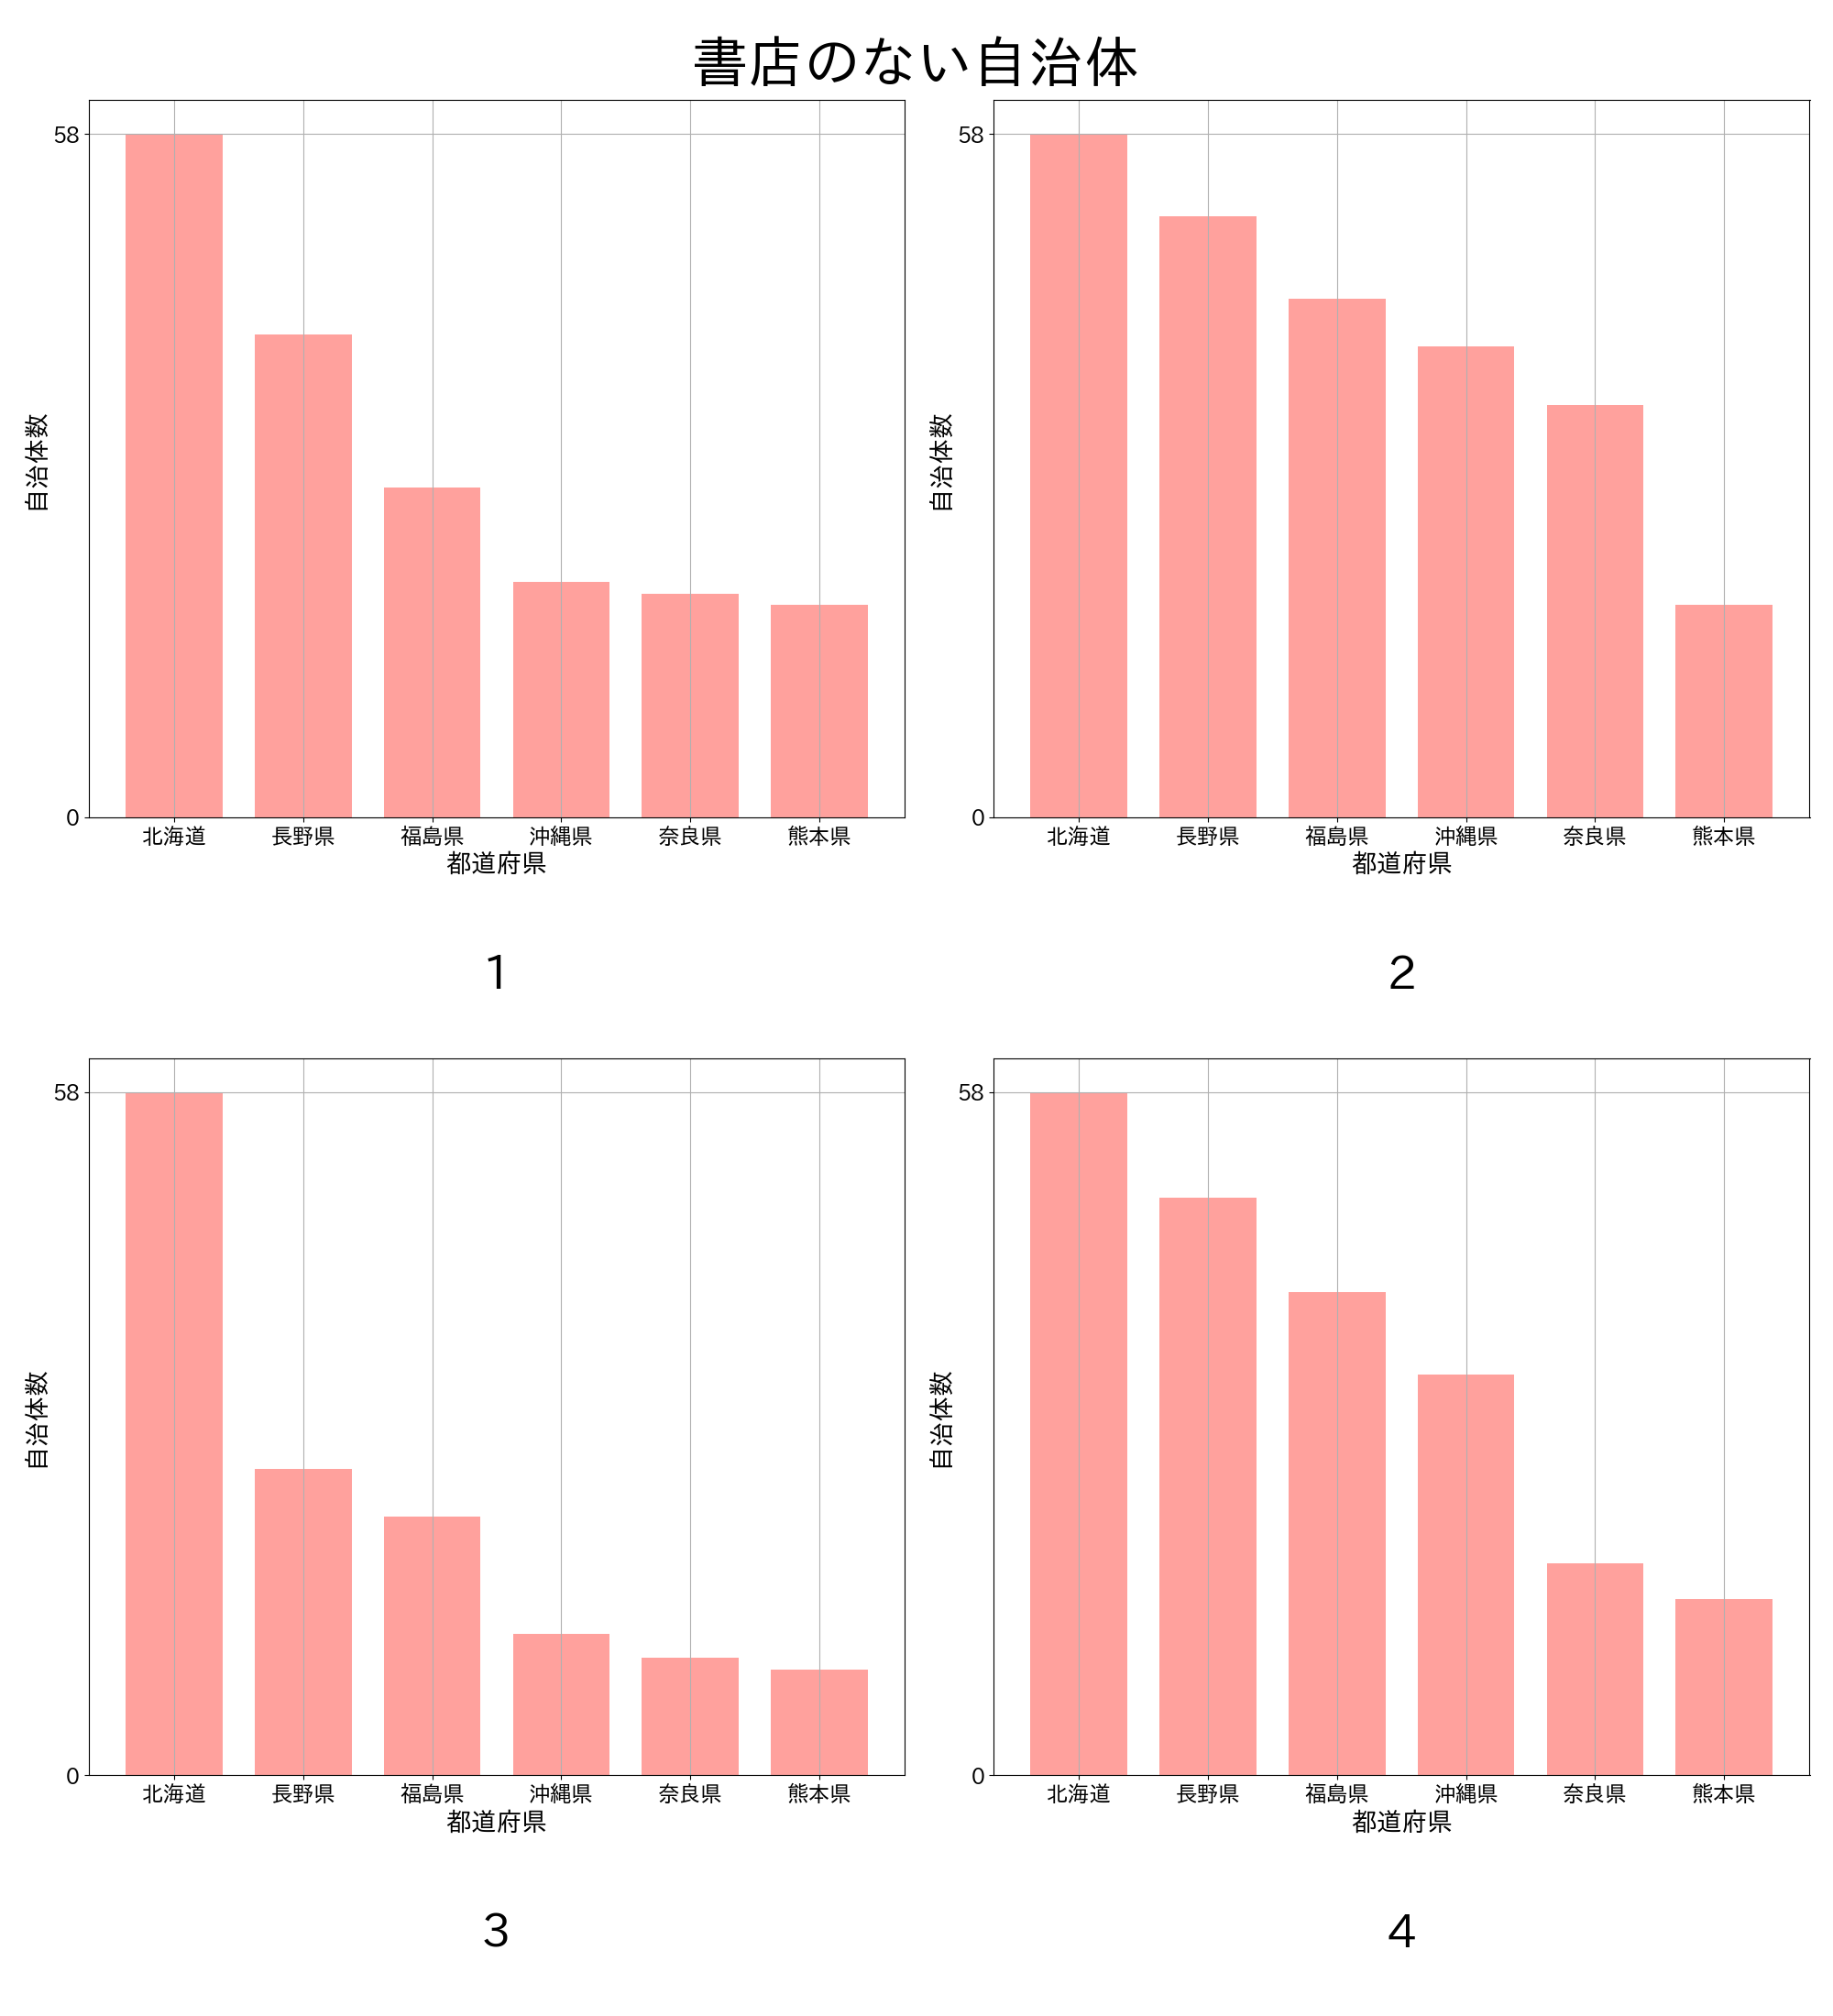 書店のない自治体
58
0
自治体数
北海道 長野県 福島県 沖縄県 奈良県 熊本県
都道府県
1
58
0
自治体数
北海道 長野県 福島県 沖縄県 奈良県 熊本県
都道府県
2
58
0
自治体数
北海道 長野県 福島県 沖縄県 奈良県 熊本県
都道府県
3
58
0
自治体数
北海道 長野県 福島県 沖縄県 奈良県 熊本県
都道府県
4